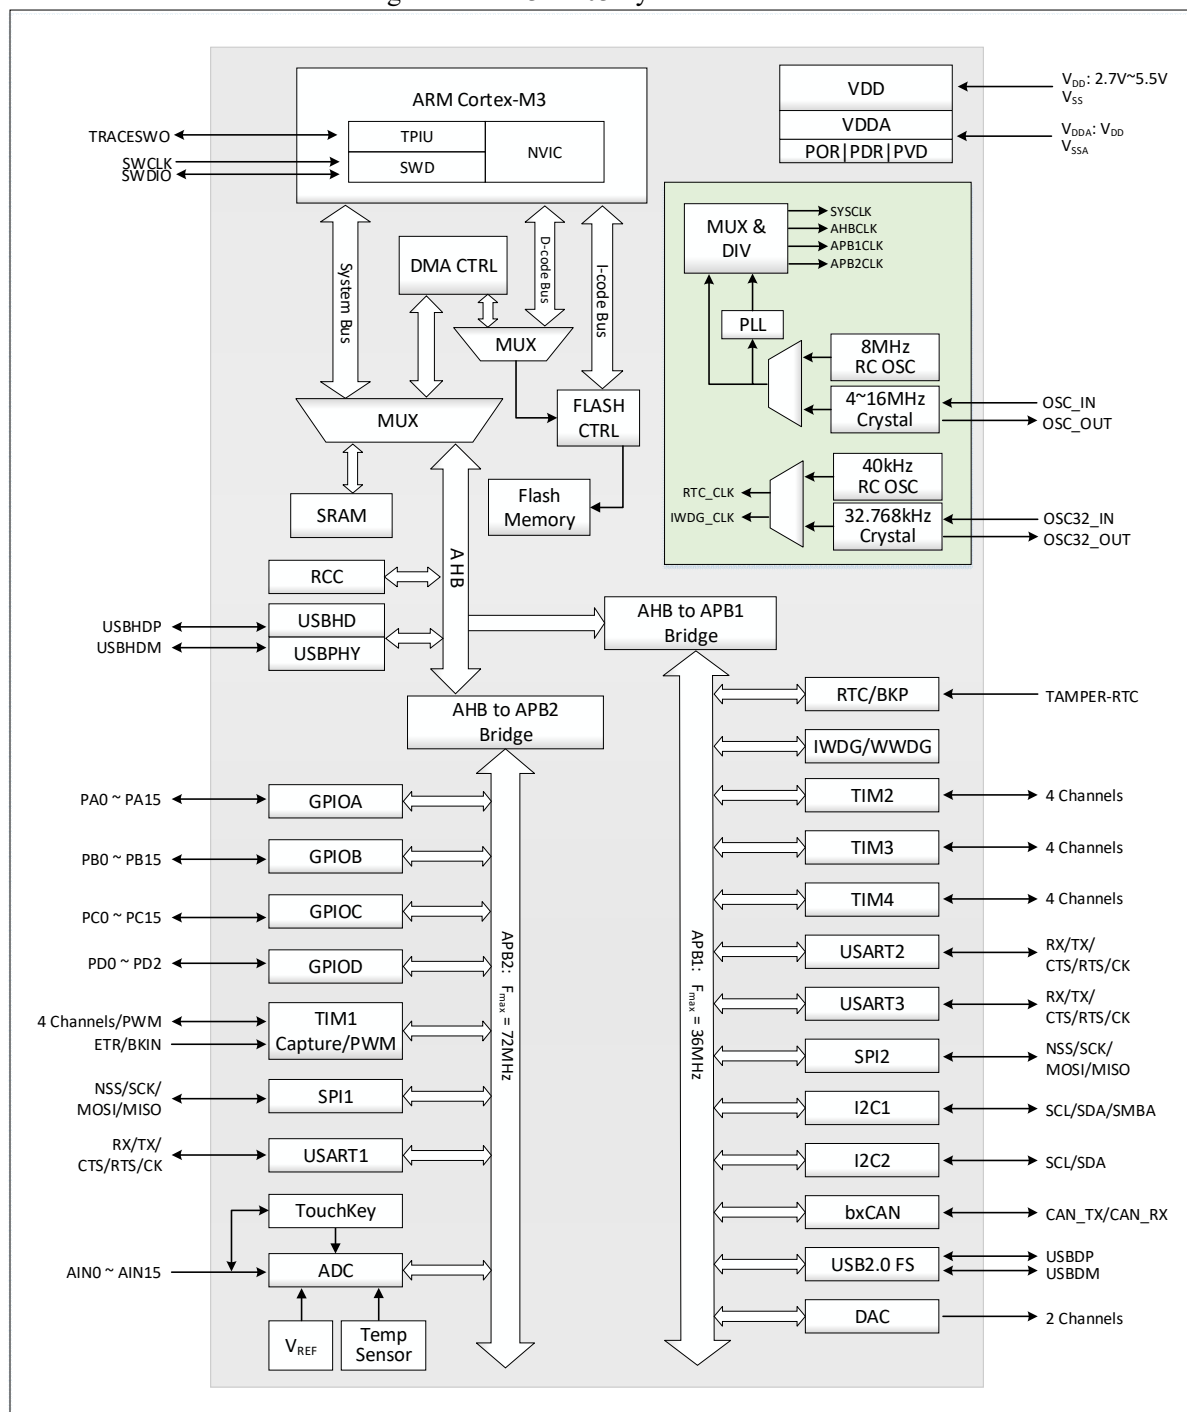 ARM Cortex-M3
TPIU
SWD
NVIC
TRACESWO
SWCLK
SWDIO
VDD
VDDA
POR|PDR|PVD
VDD: 2.7V~5.5V
VSS
VDDA: VDD
VSSA
System Bus
DMA CTRL
D-code Bus
I-code Bus
MUX
MUX
FLASH
CTRL
SRAM
Flash
Memory
MUX &
DIV
SYSCLK
AHBCLK
APB1CLK
APB2CLK
PLL
8MHz
RC OSC
4~16MHz
Crystal
OSC_IN
OSC_OUT
40kHz
RC OSC
RTC_CLK
IWDG_CLK
32.768kHz
Crystal
OSC32_IN
OSC32_OUT
AHB
RCC
USBHDP
USBHDM
USBHD
USBPHY
AHB to APB1
Bridge
AHB to APB2
Bridge
PA0 ~ PA15
GPIOA
PB0 ~ PB15
GPIOB
PC0 ~ PC15
GPIOC
PD0 ~ PD2
GPIOD
4 Channels/PWM
ETR/BKIN
TIM1
Capture/PWM
NSS/SCK/
MOSI/MISO
SPI1
RX/TX/
CTS/RTS/CK
USART1
TouchKey
AIN0 ~ AIN15
ADC
VREF
Temp
Sensor
APB2: Fmax = 72MHz
APB1: Fmax = 36MHz
RTC/BKP
TAMPER-RTC
IWDG/WWDG
TIM2
4 Channels
TIM3
4 Channels
TIM4
4 Channels
USART2
RX/TX/
CTS/RTS/CK
USART3
RX/TX/
CTS/RTS/CK
SPI2
NSS/SCK/
MOSI/MISO
I2C1
SCL/SDA/SMBA
I2C2
SCL/SDA
bxCAN
CAN_TX/CAN_RX
USB2.0 FS
USBDP
USBDM
DAC
2 Channels